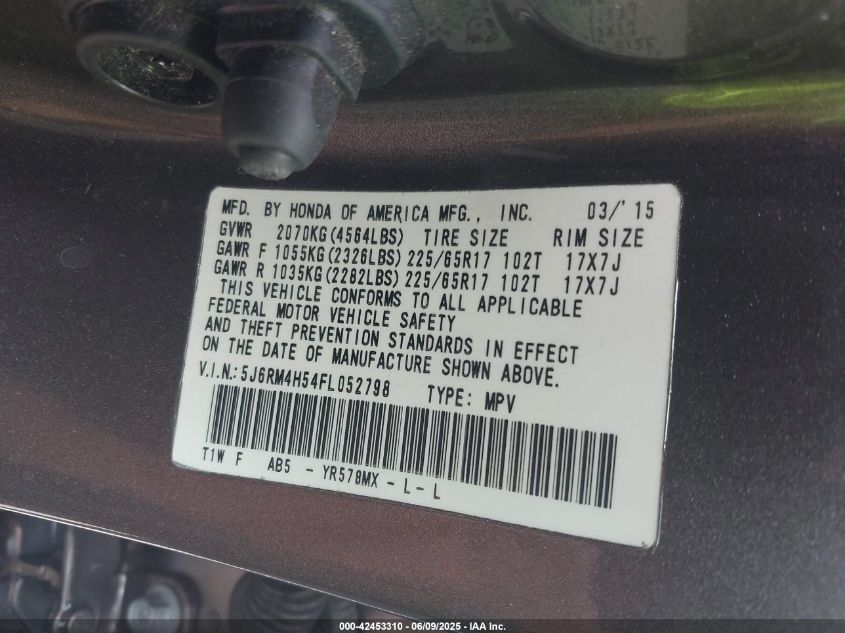 MFD. BY HONDA OF AMERICA MFG., INC. 03/'15
GVWR 2070KG(4564LBS) TIRE SIZE RIM SIZE
GAWR F 1055KG(2326LBS) 225/65R17 102T 17X7J
GAWR R 1035KG(2282LBS) 225/65R17 102T 17X7J
THIS VEHICLE CONFORMS TO ALL APPLICABLE
FEDERAL MOTOR VEHICLE SAFETY
AND THEFT PREVENTION STANDARDS IN EFFECT
ON THE DATE OF MANUFACTURE SHOWN ABOVE.
V.I.N.:5J6RM4H54FL052798 TYPE: MPV
T1W F AB5 - YR578MX - L - L
000-42453310 - 06/09/2025 - IAA Inc.